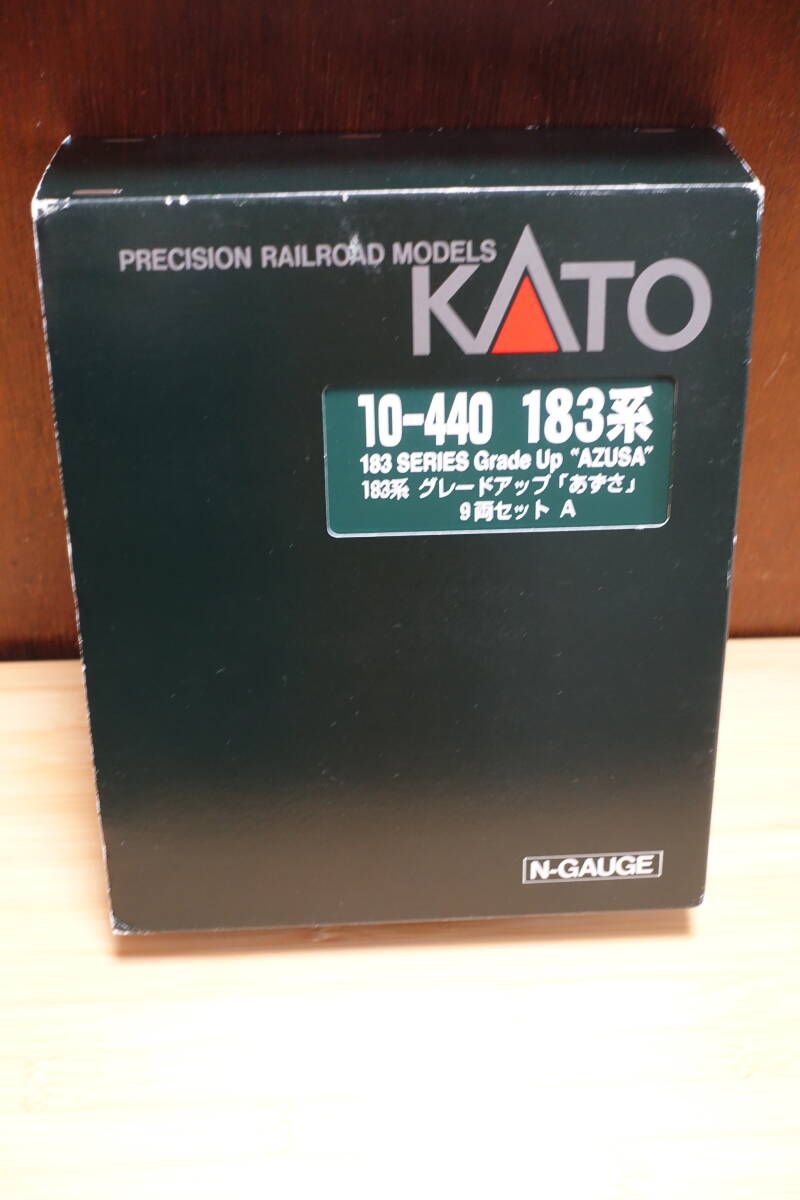 PRECISION RAILROAD MODELS
KATO
10-440 183系
183 SERIES Grade Up "AZUSA"
183系 グレードアップ「あずさ」
9両セット A
N-GAUGE